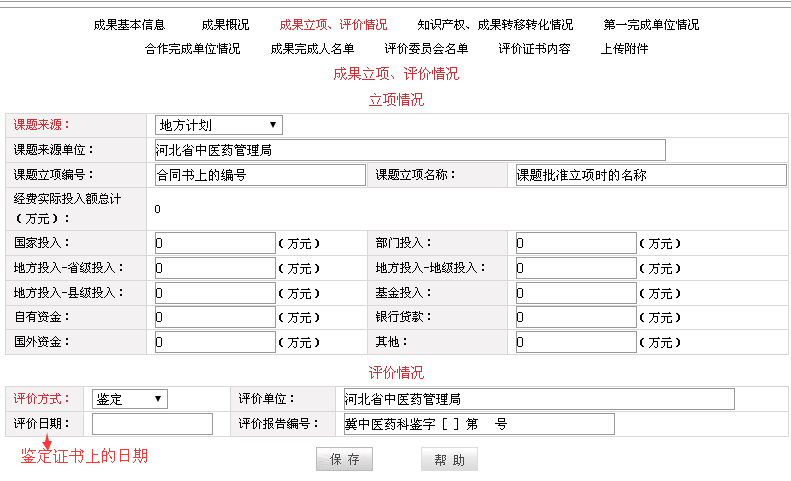 成果基本信息 成果概况 成果立项、评价情况 知识产权、成果转移转化情况 第一完成单位情况
合作完成单位情况 成果完成人名单 评价委员会名单 评价证书内容 上传附件
成果立项、评价情况
立项情况
课题来源： 地方计划
课题来源单位： 河北省中医药管理局
课题立项编号： 合同书上的编号 课题立项名称： 课题批准立项时的名称
经费实际投入额总计
（万元）： 0
国家投入： 0 （万元） 部门投入： 0 （万元）
地方投入-省级投入： 0 （万元） 地方投入-地级投入： 0 （万元）
地方投入-县级投入： 0 （万元） 基金投入： 0 （万元）
自有资金： 0 （万元） 银行贷款： 0 （万元）
国外资金： 0 （万元） 其他： 0 （万元）
评价情况
评价方式： 鉴定 评价单位： 河北省中医药管理局
评价日期： 评价报告编号： 冀中医药科鉴字 [ ] 第 号
鉴定证书上的日期
保 存 帮 助